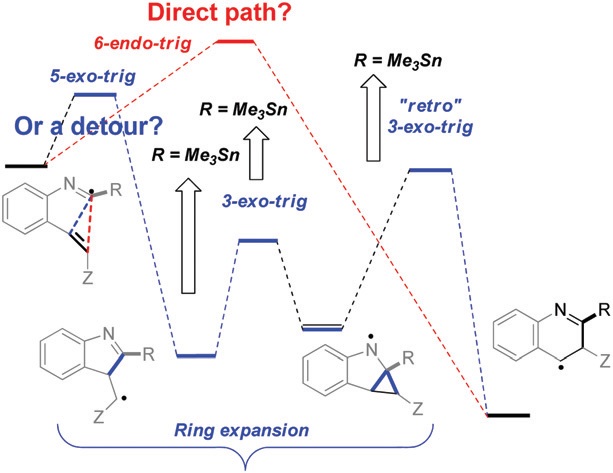 Direct path?
6-endo-trig
5-exo-trig
R = Me3Sn
"retro"
3-exo-trig
R = Me3Sn
Or a detour?
R = Me3Sn
3-exo-trig
N
R
Z
N
R
Z
N
R
Z
N
R
Z
Ring expansion